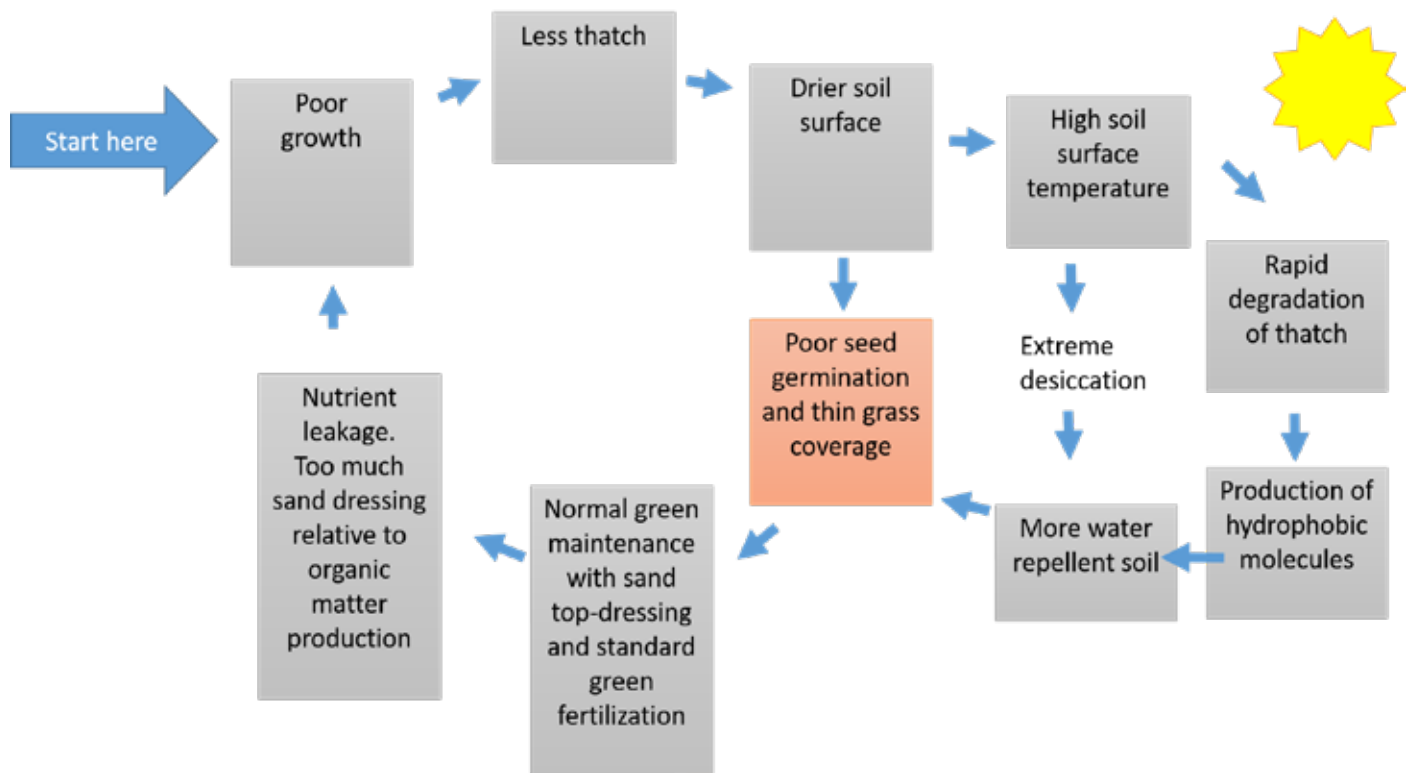 Start here
Poor
growth
Less thatch
Drier soil
surface
High soil
surface
temperature
Rapid
degradation
of thatch
Poor seed
germination
and thin grass
coverage
Extreme
desiccation
Nutrient
leakage.
Too much
sand dressing
relative to
organic
matter
production
Normal green
maintenance
with sand
top-dressing
and standard
green
fertilization
More water
repellent soil
Production of
hydrophobic
molecules